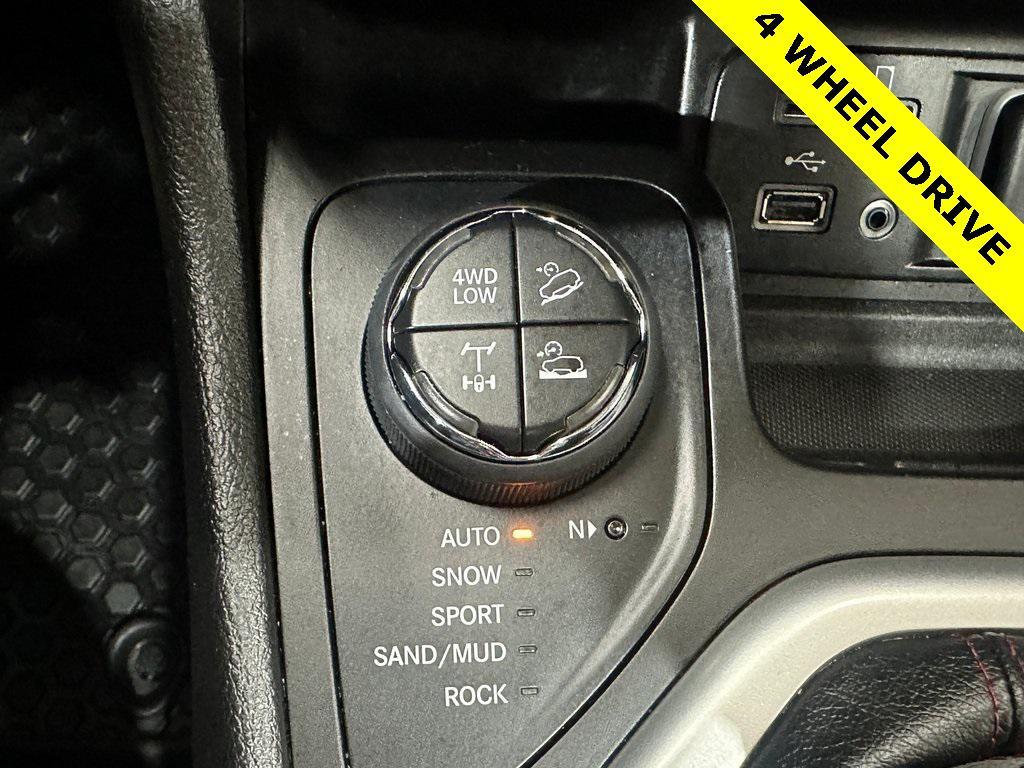 4 WHEEL DRIVE
4WD
LOW
AUTO
N
SNOW
SPORT
SAND/MUD
ROCK